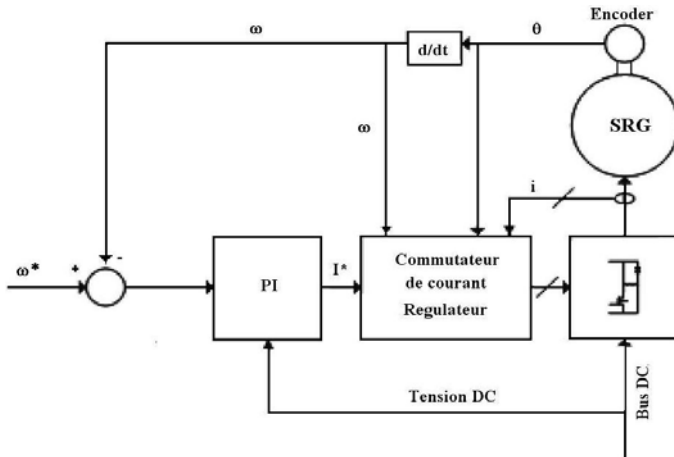 Encoder
ω
θ
d/dt
SRG
ω
i
ω*
+
-
PI
I*
Commutateur
de courant
Regulateur
Tension DC
Bus DC